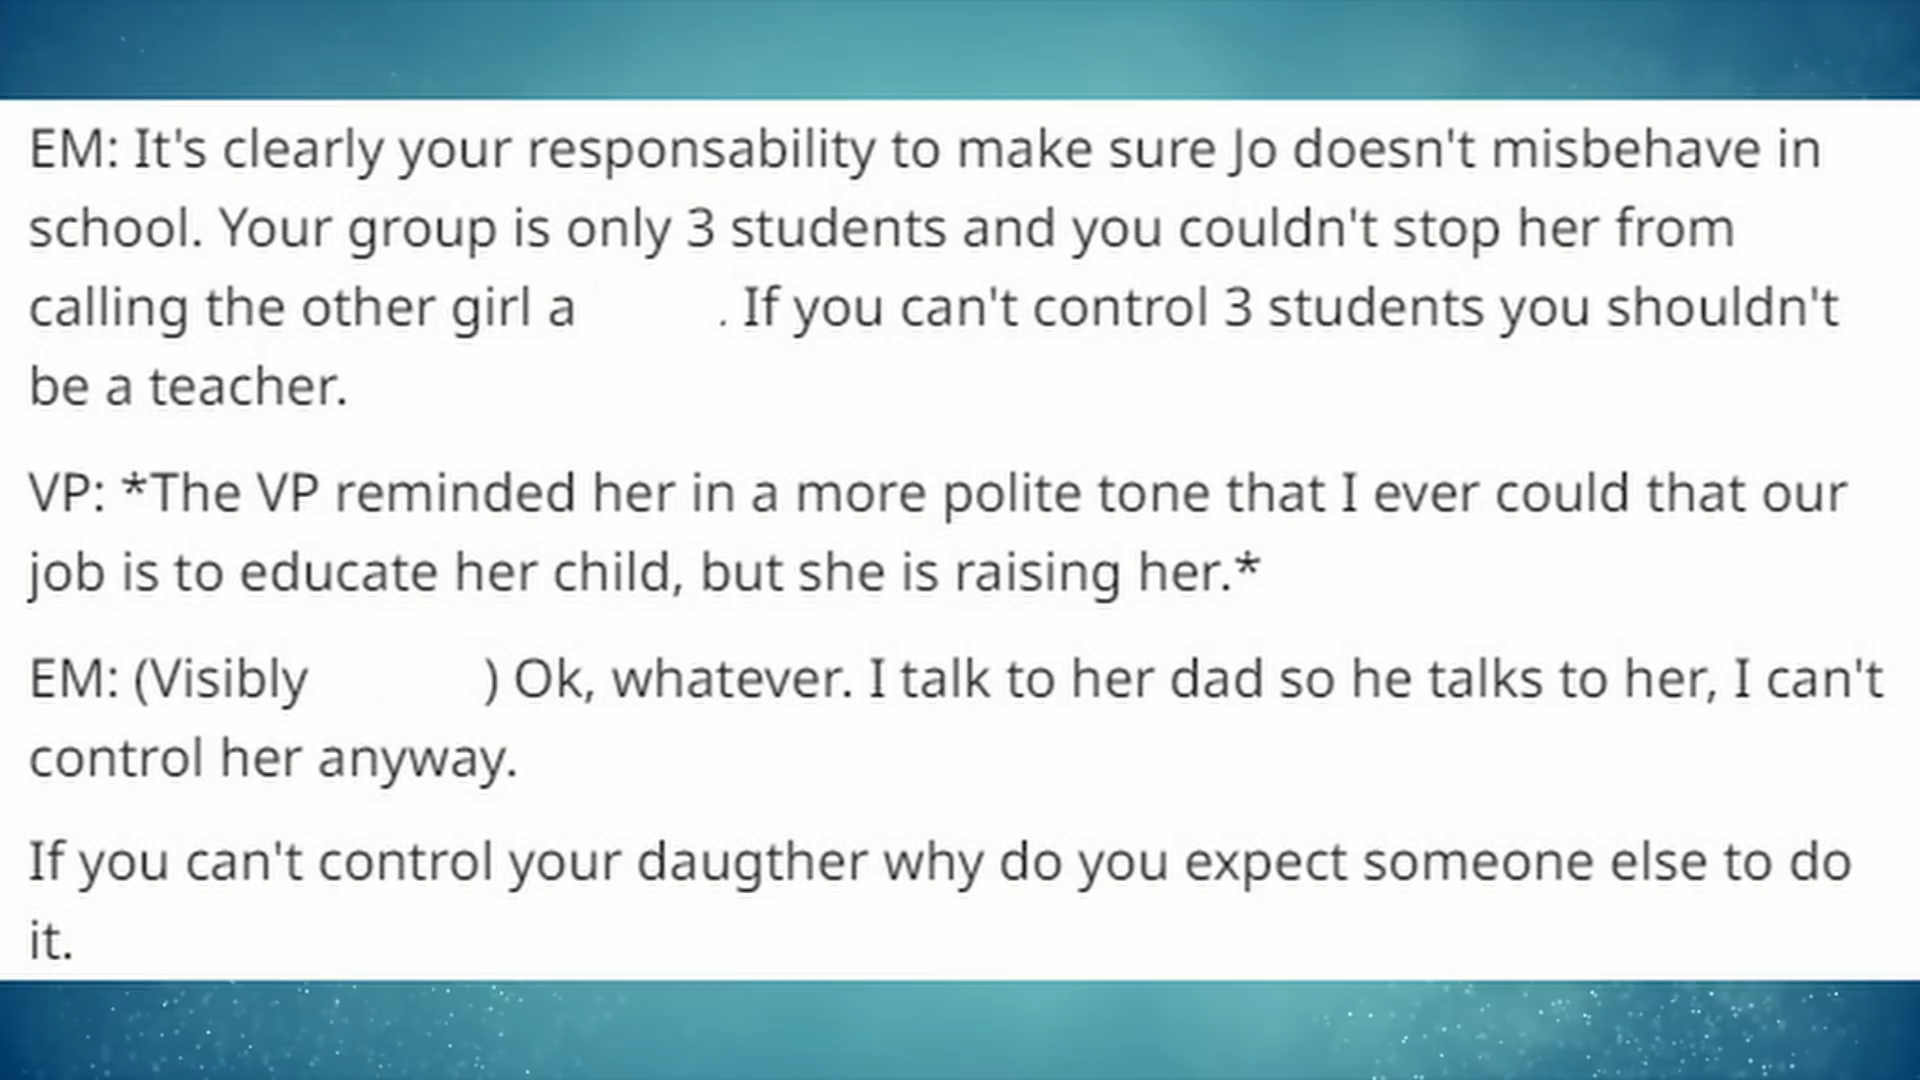 EM: It's clearly your responsability to make sure Jo doesn't misbehave in
school. Your group is only 3 students and you couldn't stop her from
calling the other girl a . If you can't control 3 students you shouldn't
be a teacher.
VP: *The VP reminded her in a more polite tone that I ever could that our
job is to educate her child, but she is raising her.*
EM: (Visibly ) Ok, whatever. I talk to her dad so he talks to her, I can't
control her anyway.
If you can't control your daugther why do you expect someone else to do
it.